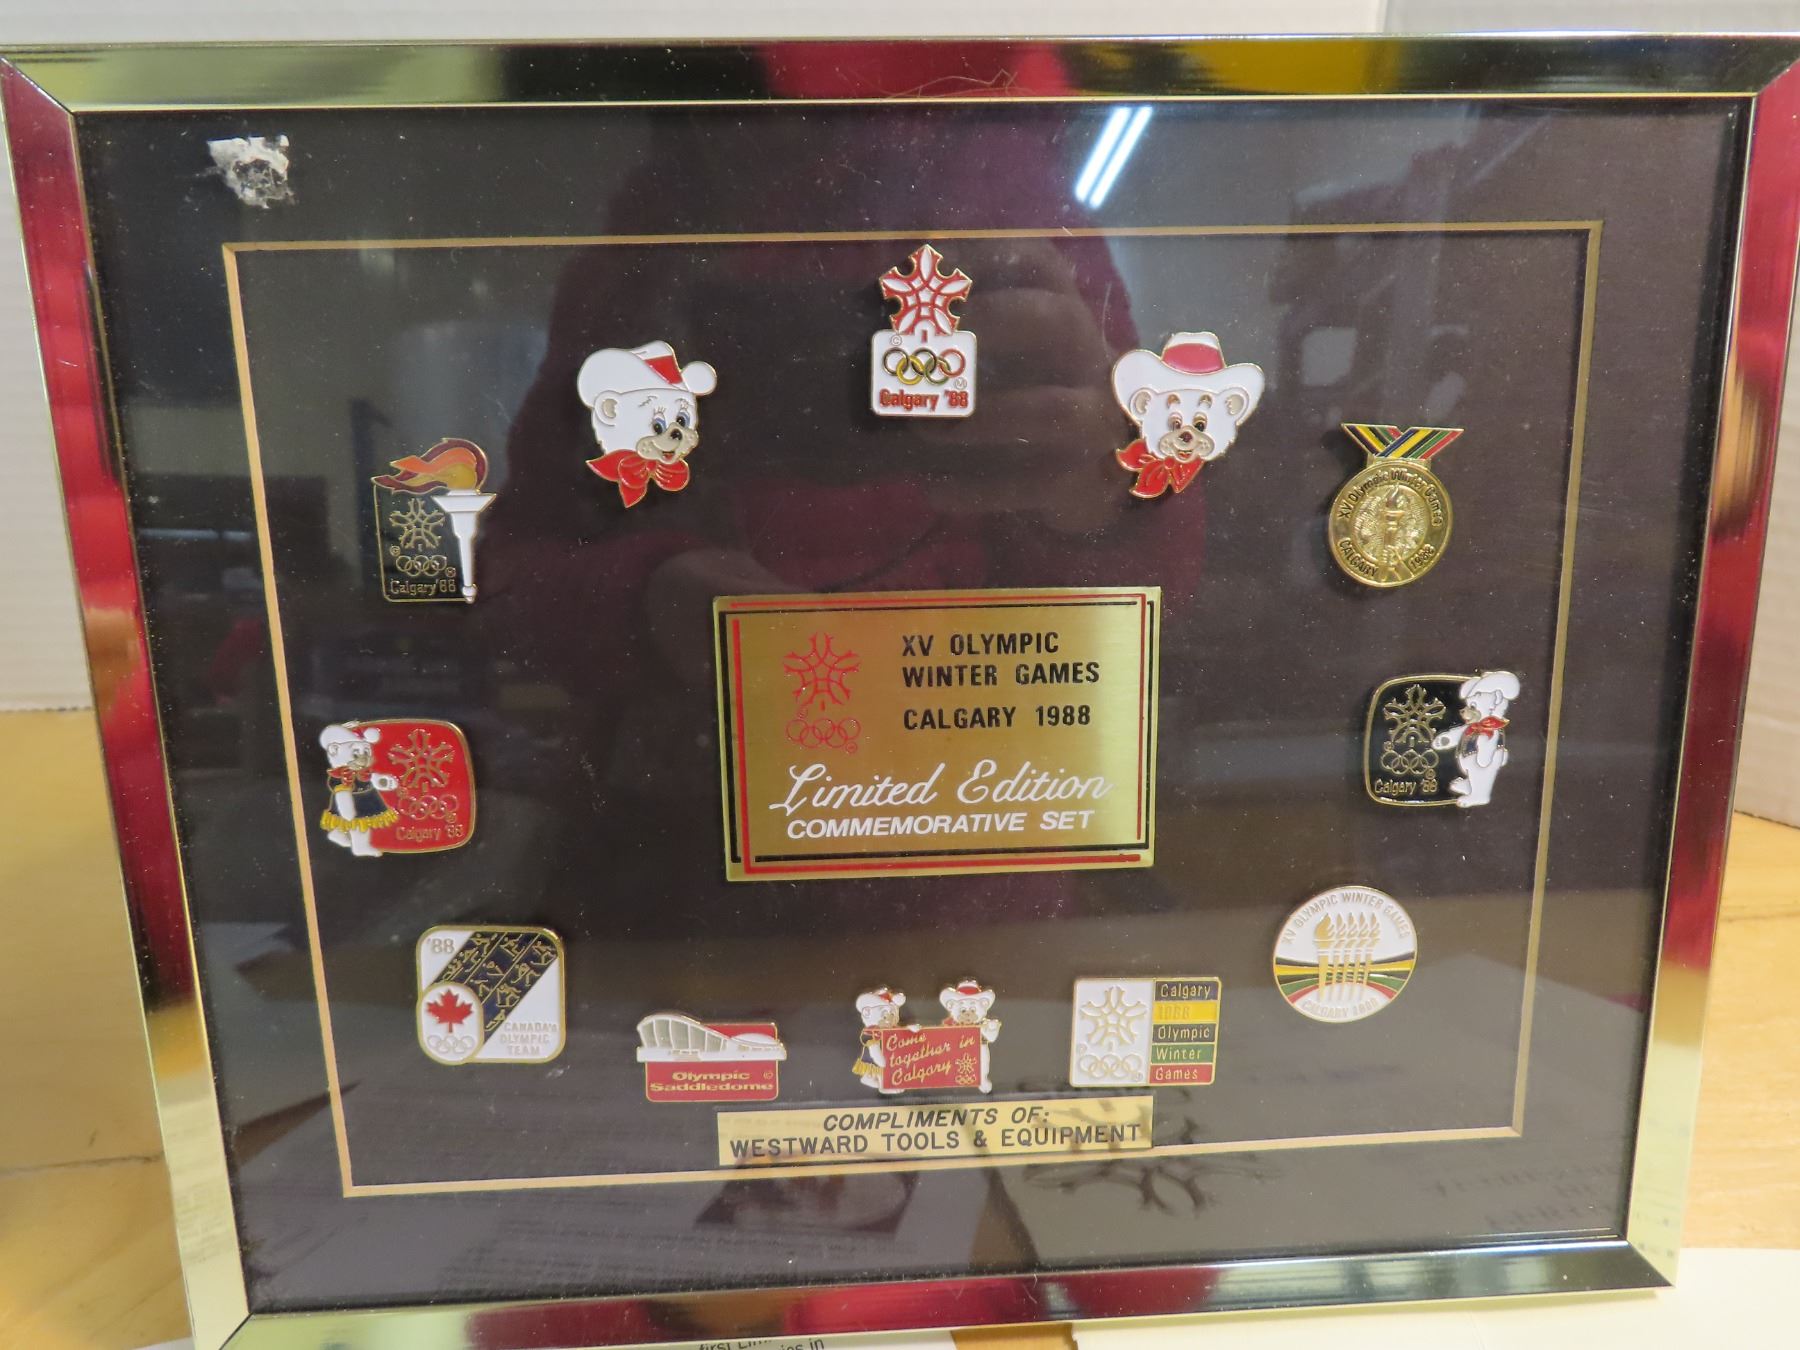 ©
M
Calgary '88
Calgary '88
XV Olympic Winter Games
CALGARY 1988
XV OLYMPIC
WINTER GAMES
CALGARY 1988
Limited Edition
COMMEMORATIVE SET
Calgary '88
Calgary '88
'88
CANADA'S
OLYMPIC
TEAM
Olympic ©
Saddledome
Come
together in
Calgary
Calgary
1988
Olympic
Winter
Games
XV OLYMPIC WINTER GAMES
CALGARY 1988
COMPLIMENTS OF:
WESTWARD TOOLS & EQUIPMENT
first
in